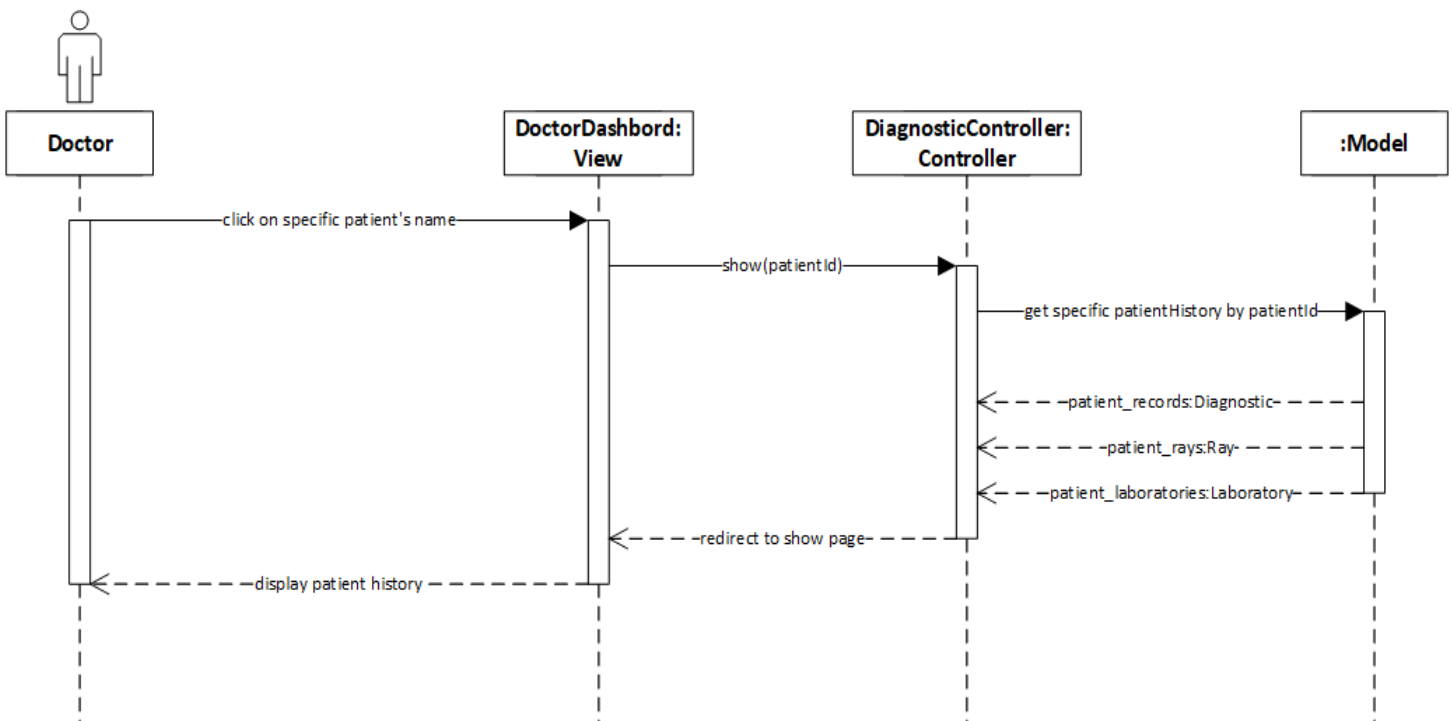 Doctor
DoctorDashbord:
View
DiagnosticController:
Controller
:Model
click on specific patient's name
show(patientId)
get specific patientHistory by patientId
patient_records:Diagnostic
patient_rays:Ray
patient_laboratories:Laboratory
redirect to show page
display patient history